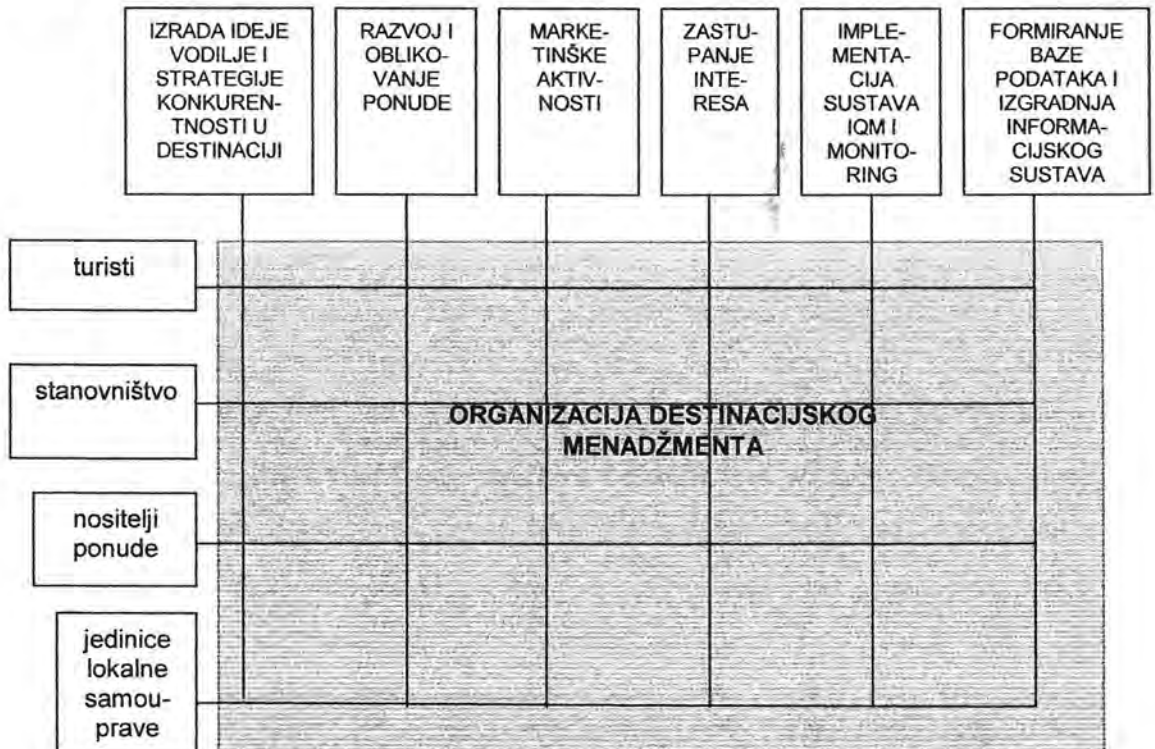 IZRADA IDEJE
VODILJE I
STRATEGIJE
KONKUREN-
TNOSTI U
DESTINACIJI
RAZVOJ I
OBLIKO-
VANJE
PONUDE
MARKE-
TINŠKE
AKTIV-
NOSTI
ZASTU-
PANJE
INTE-
RESA
IMPLE-
MENTA-
CIJA
SUSTAVA
IQM I
MONITO-
RING
FORMIRANJE
BAZE
PODATAKA I
IZGRADNJA
INFORMA-
CIJSKOG
SUSTAVA
turisti
stanovništvo
ORGANIZACIJA DESTINACIJSKOG
MENADŽMENTA
nositelji
ponude
jedinice
lokalne
samou-
prave